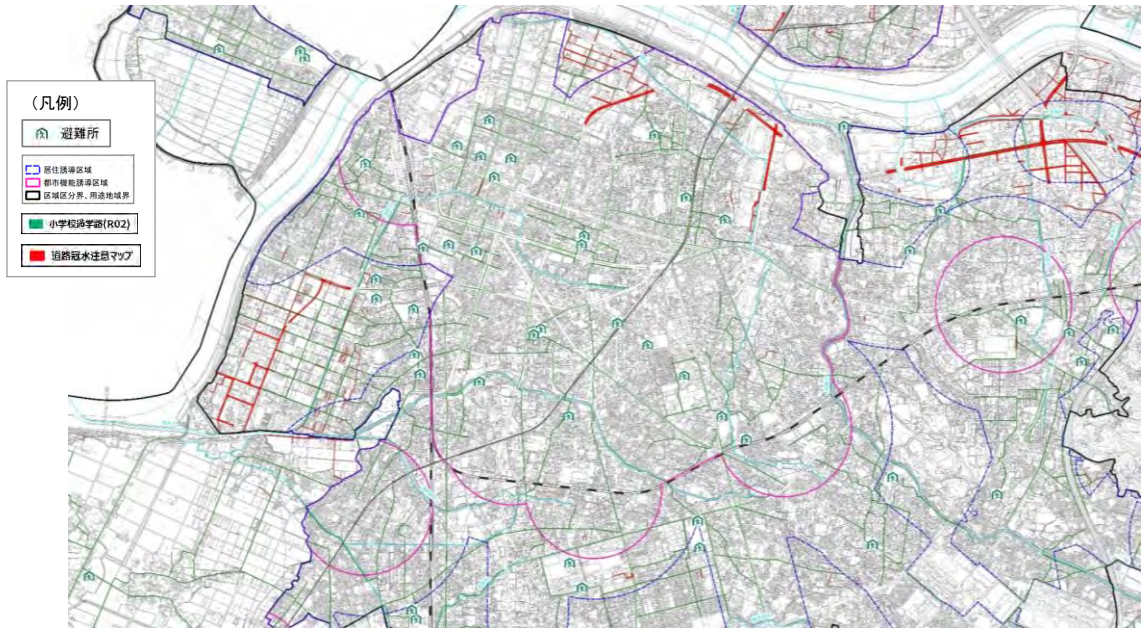 (凡例)
避難所
居住誘導区域
都市機能誘導区域
区域区分界、用途地域界
小学校通学路(R02)
道路冠水注意マップ